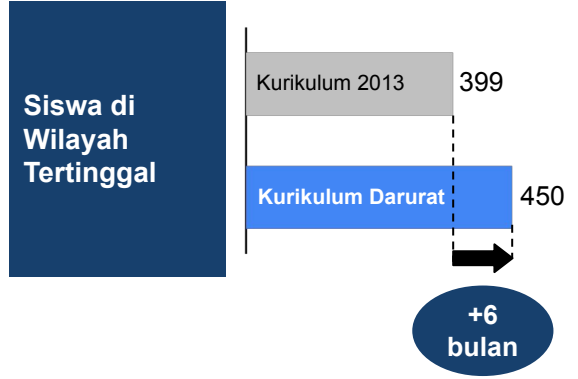 Siswa di
Wilayah
Tertinggal
Kurikulum 2013
399
Kurikulum Darurat
450
+6
bulan